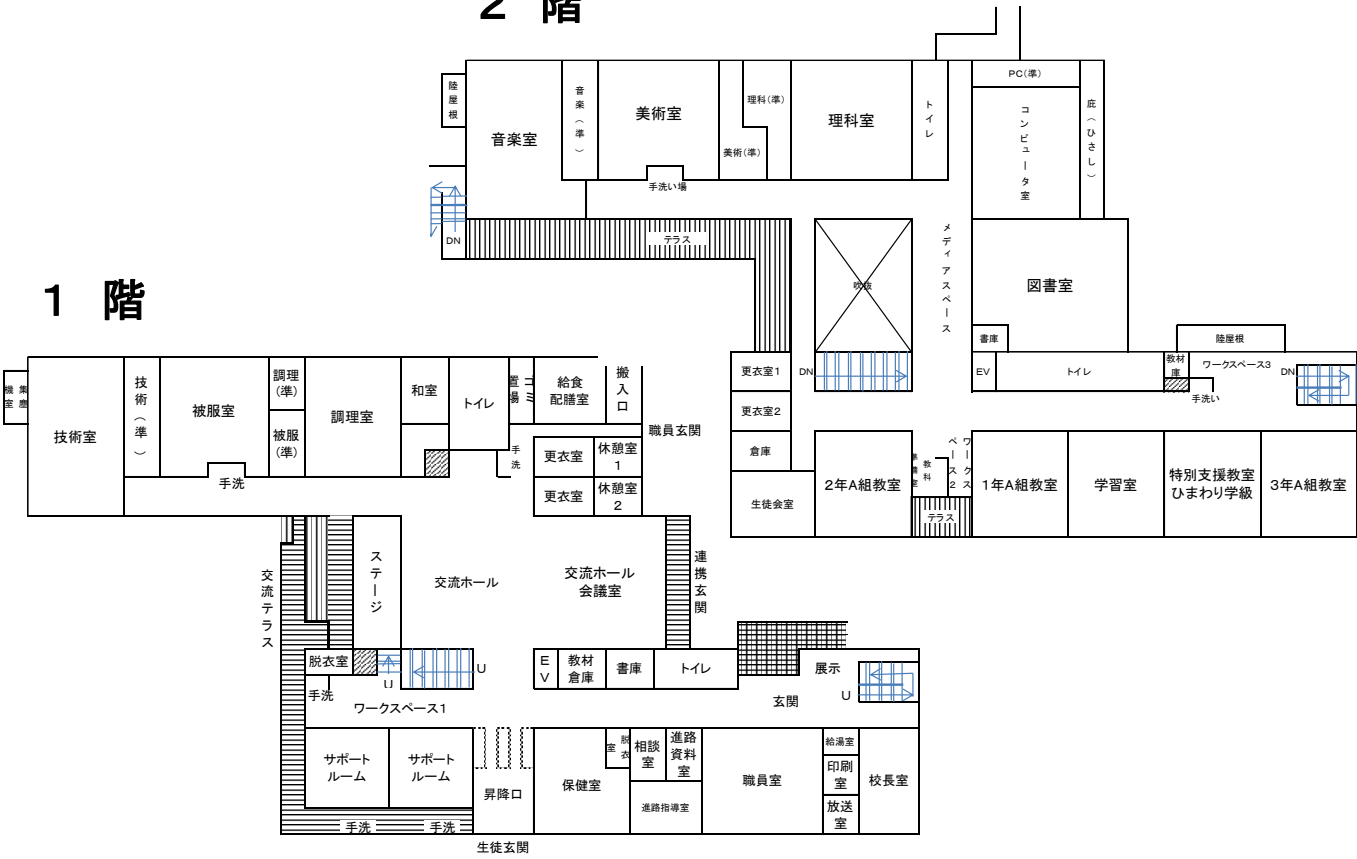 ２ 階
陸屋根
音楽室
音楽（準）
美術室
理科(準)
美術(準)
手洗い場
理科室
トイレ
PC(準)
コンピュータ室
庇（ひさし）
DN
テラス
吹抜
メディアスペース
図書室
書庫
EV
トイレ
教材
庫
陸屋根
ワークスペース3
DN
手洗い
更衣室1
DN
更衣室2
倉庫
生徒会室
2年A組教室
教科
準備室
ワークス
ペース2
テラス
1年A組教室
学習室
特別支援教室
ひまわり学級
3年A組教室
１ 階
集塵
機室
技術室
技術（準）
被服室
手洗
調理
(準)
被服
(準)
調理室
和室
トイレ
手洗
ゴミ
置場
給食
配膳室
搬入口
職員玄関
更衣室
休憩室
1
更衣室
休憩室
2
交流テラス
ステージ
交流ホール
交流ホール
会議室
連携玄関
脱衣室
U
U
手洗
ワークスペース1
EV
教材
倉庫
書庫
トイレ
展示
玄関
U
サポート
ルーム
サポート
ルーム
手洗
手洗
昇降口
生徒玄関
保健室
脱衣
室
相談
室
進路
資料
室
進路指導室
職員室
給湯室
印刷
室
放送
室
校長室